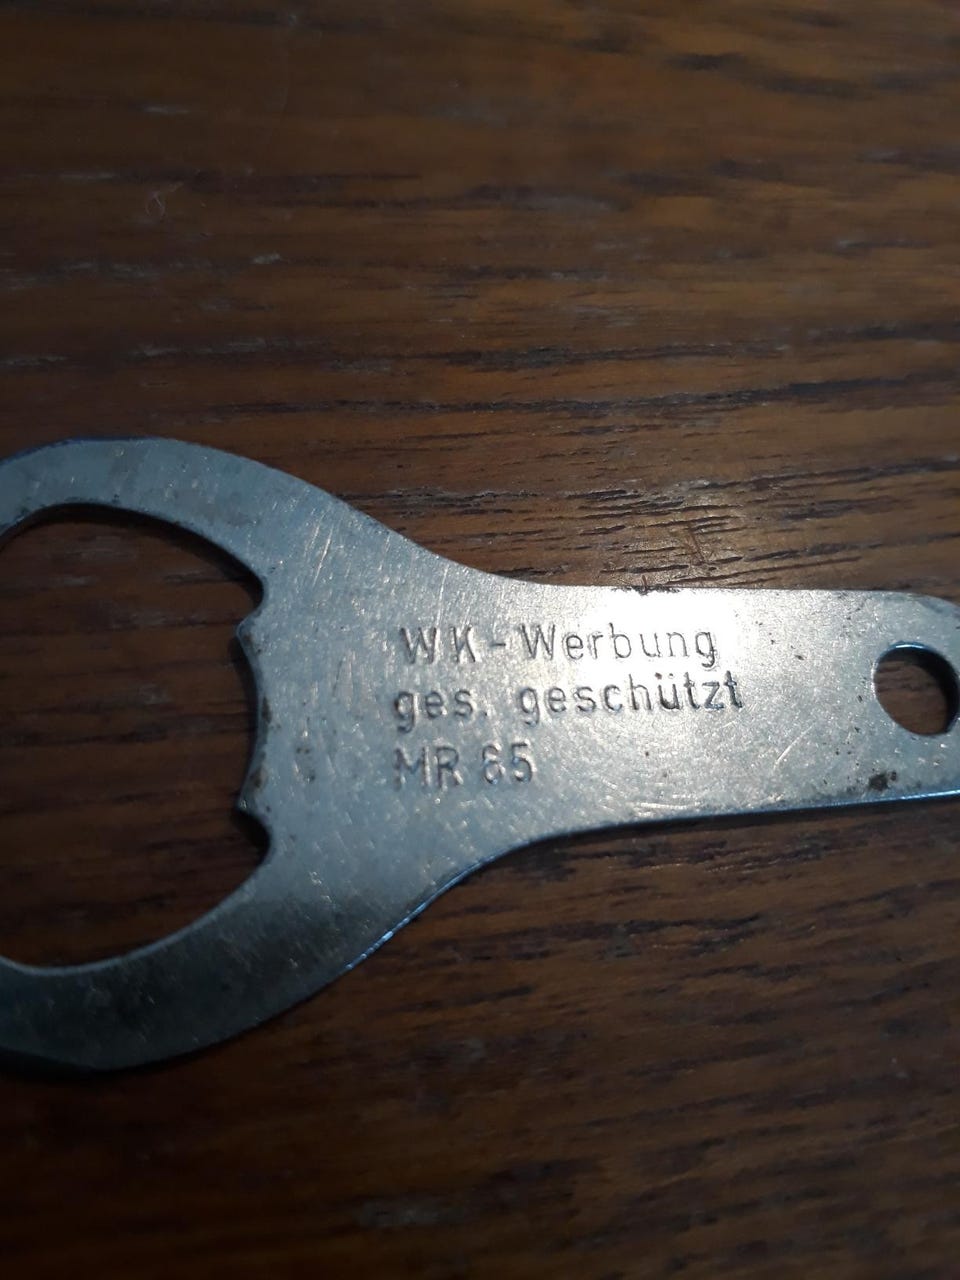 WK-Werbung
ges. geschützt
MR 65